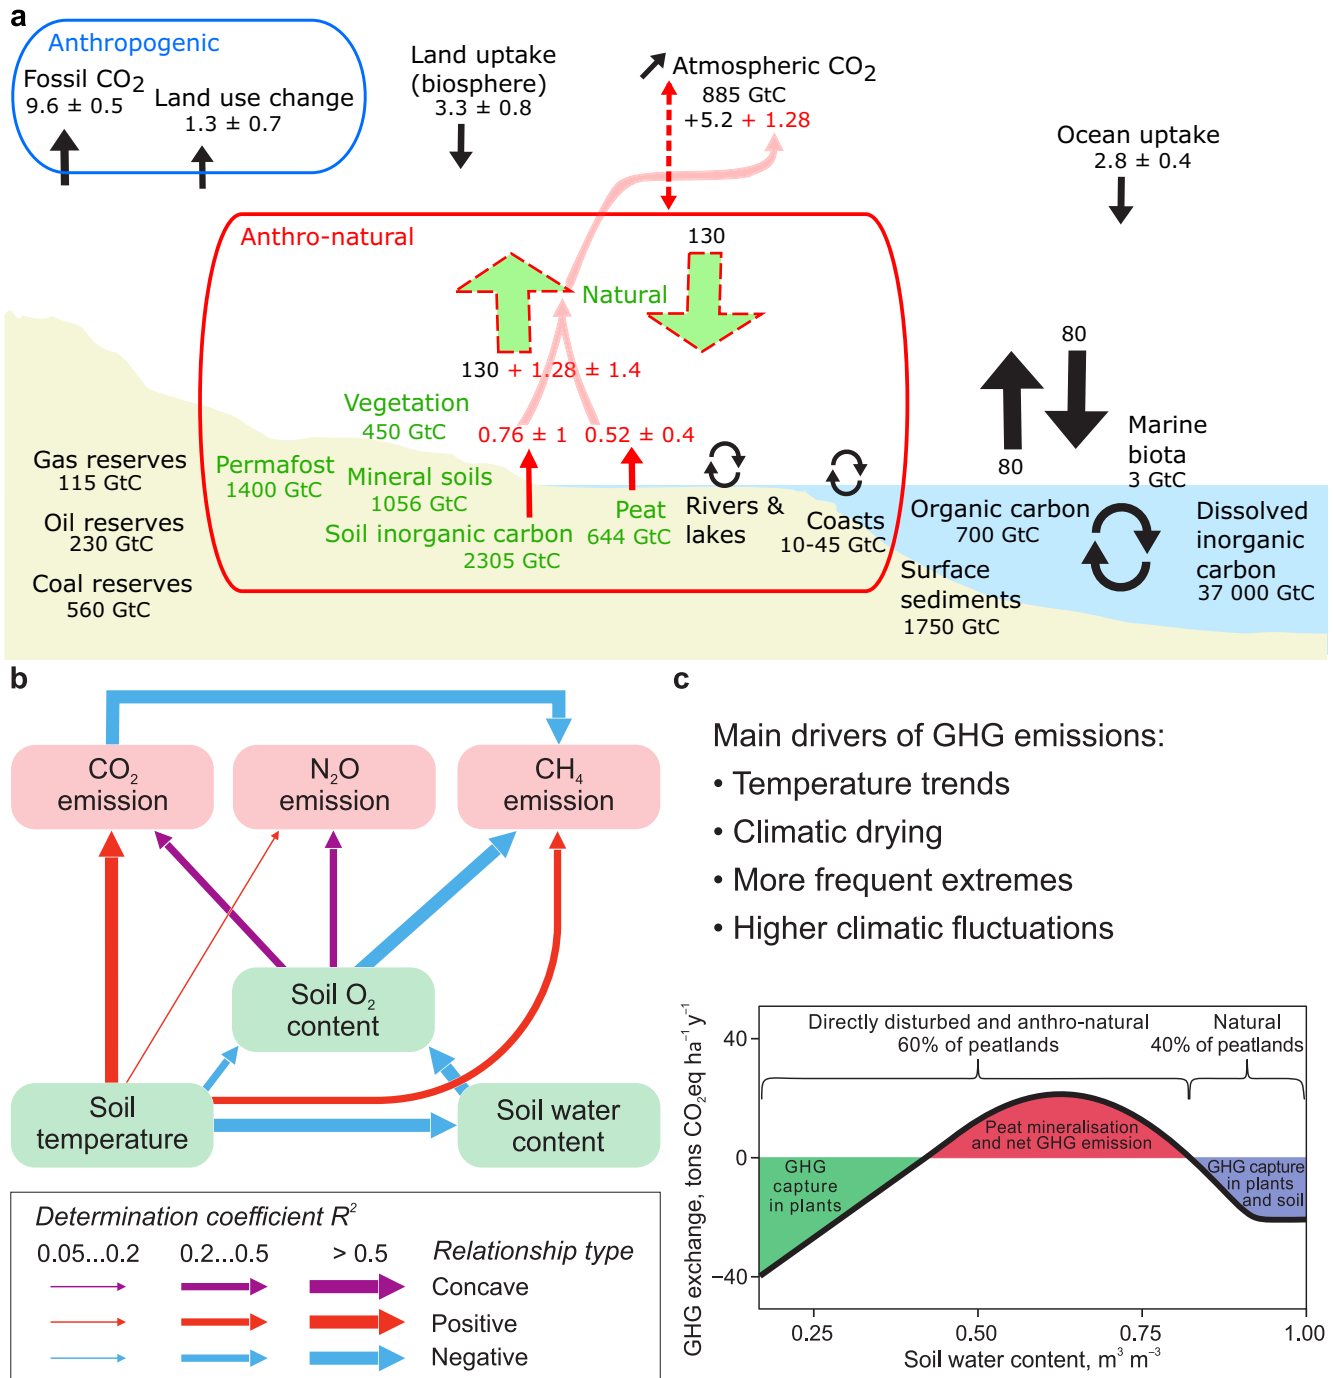 a
Anthropogenic
Fossil CO₂
9.6 ± 0.5
Land use change
1.3 ± 0.7
Land uptake
(biosphere)
3.3 ± 0.8
Atmospheric CO₂
885 GtC
+5.2 + 1.28
Ocean uptake
2.8 ± 0.4
Anthro-natural
130
Natural
130 + 1.28 ± 1.4
Vegetation
450 GtC
0.76 ± 1
0.52 ± 0.4
80
80
Marine
biota
3 GtC
Gas reserves
115 GtC
Oil reserves
230 GtC
Coal reserves
560 GtC
Permafost
1400 GtC
Mineral soils
1056 GtC
Soil inorganic carbon
2305 GtC
Peat
644 GtC
Rivers &
lakes
Coasts
10-45 GtC
Organic carbon
700 GtC
Surface
sediments
1750 GtC
Dissolved
inorganic
carbon
37 000 GtC
b
CO₂
emission
N₂O
emission
CH₄
emission
Soil O₂
content
Soil
temperature
Soil water
content
Determination coefficient R²
0.05...0.2 0.2...0.5 > 0.5 Relationship type
Concave
Positive
Negative
c
Main drivers of GHG emissions:
• Temperature trends
• Climatic drying
• More frequent extremes
• Higher climatic fluctuations
GHG exchange, tons CO₂eq ha⁻¹ y⁻¹
40
0
−40
Directly disturbed and anthro-natural
60% of peatlands
Natural
40% of peatlands
GHG
capture
in plants
Peat mineralisation
and net GHG emission
GHG capture
in plants
and soil
0.25 0.50 0.75 1.00
Soil water content, m³ m⁻³